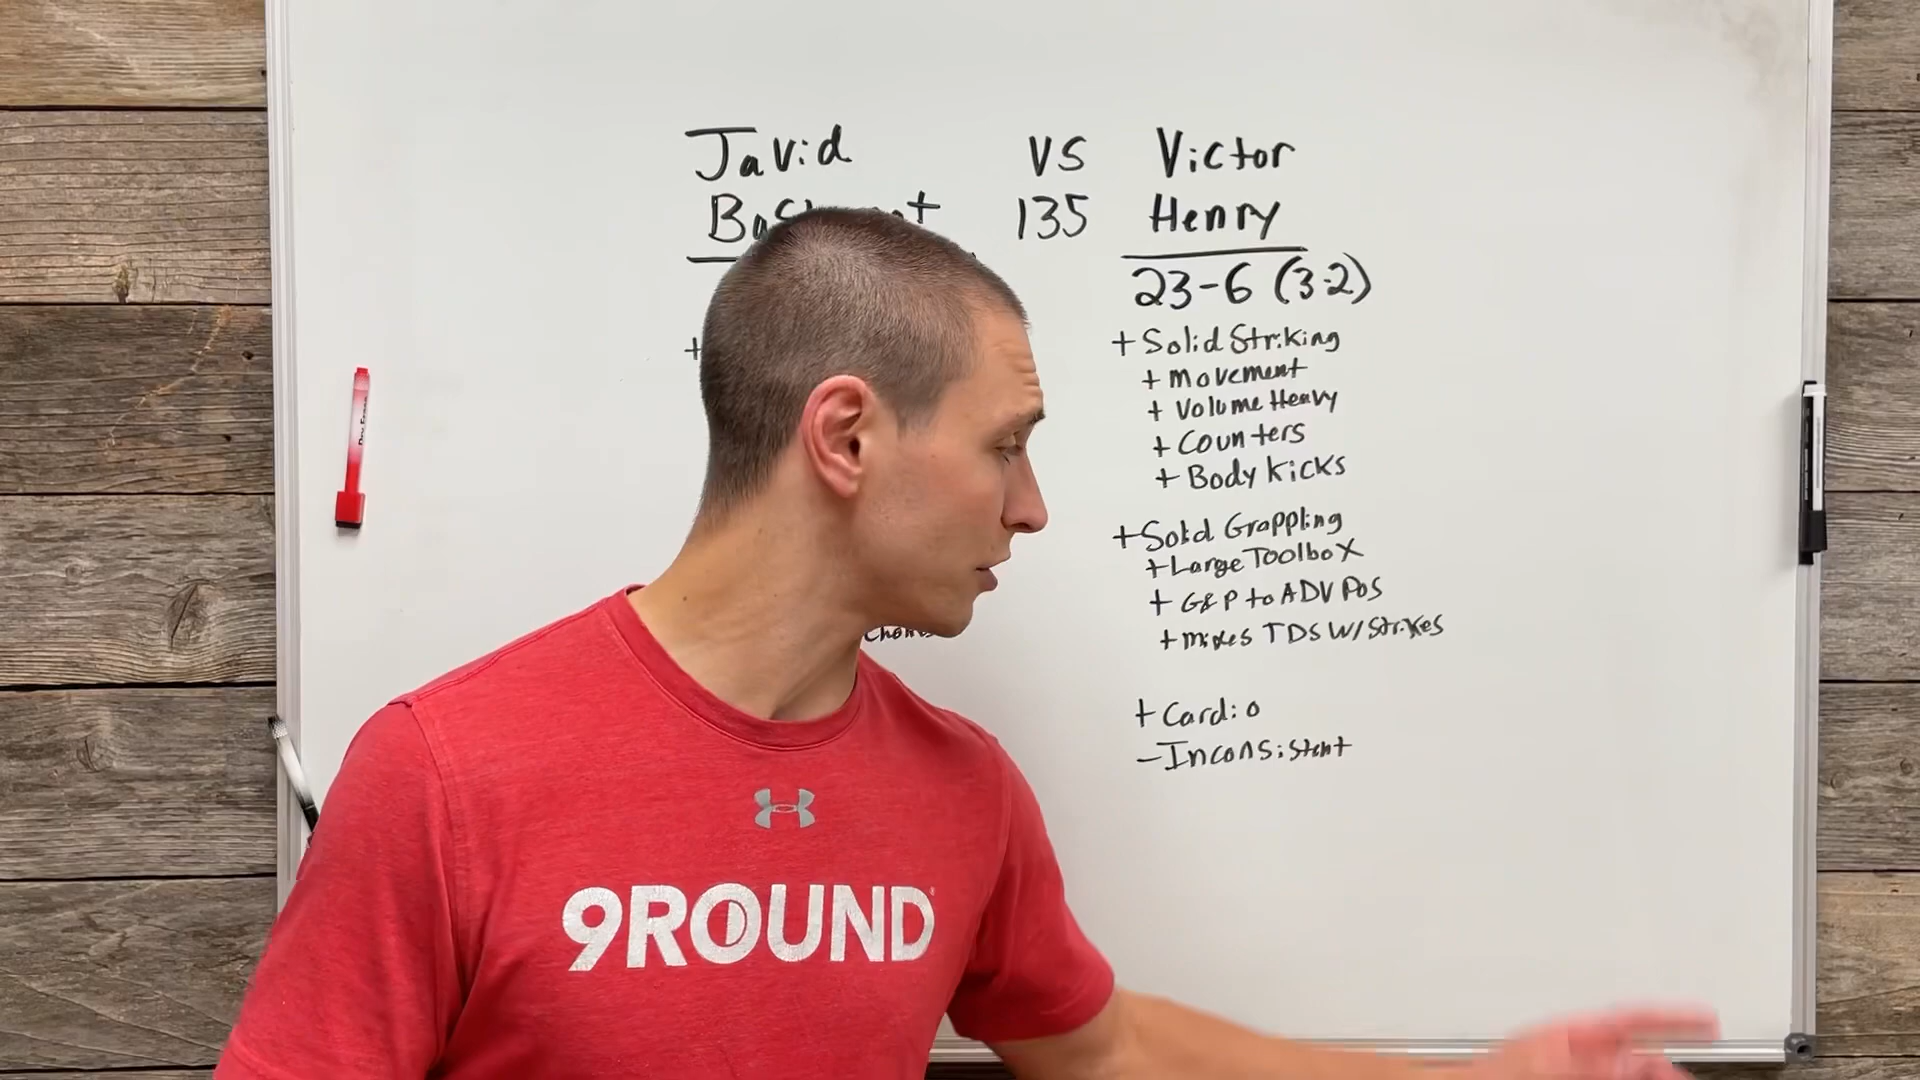 Javid VS Victor
135 Henry
23-6 (3-2)
+ Solid Striking
+ Movement
+ Volume Heavy
+ Counters
+ Body Kicks
+ Solid Grappling
+ Large Toolbox
+ G&P to ADV Pos
+ mixes TDS W/ Strikes
+ Cardio
- Inconsistent
9ROUND